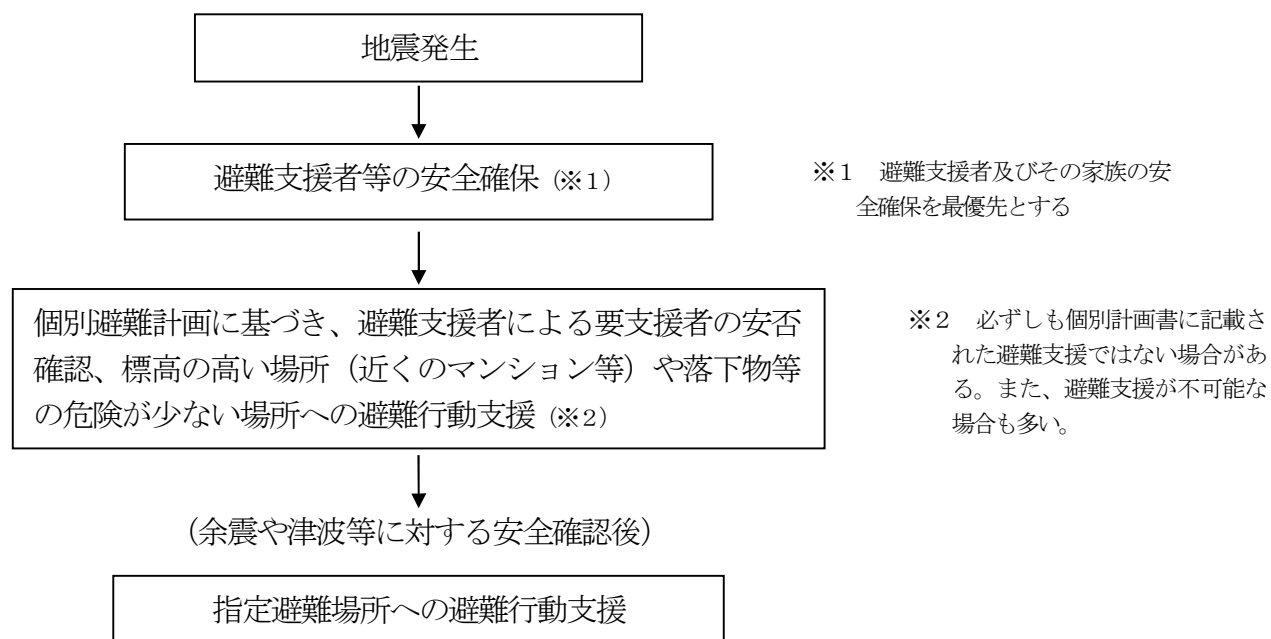 地震発生
避難支援者等の安全確保(※1)
※1 避難支援者及びその家族の安
全確保を最優先とする
個別避難計画に基づき、避難支援者による要支援者の安否
確認、標高の高い場所(近くのマンション等)や落下物等
の危険が少ない場所への避難行動支援(※2)
※2 必ずしも個別計画書に記載さ
れた避難支援ではない場合があ
る。また、避難支援が不可能な
場合も多い。
(余震や津波等に対する安全確認後)
指定避難場所への避難行動支援